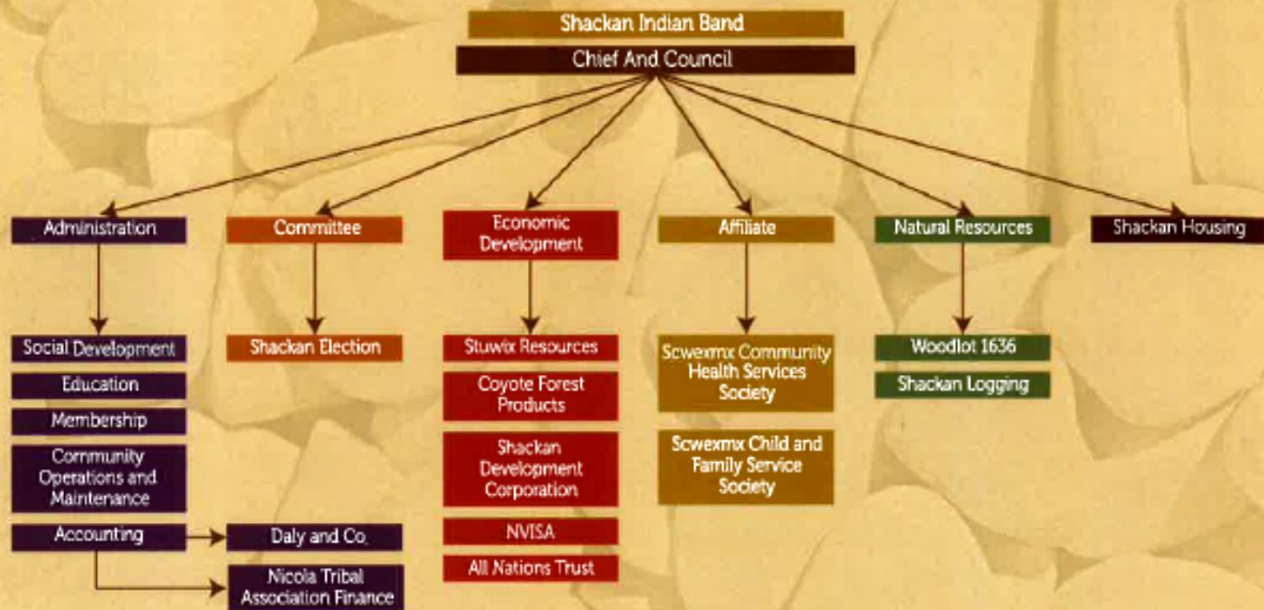 Shackan Indian Band
Chief And Council
Administration
Committee
Economic
Development
Affiliate
Natural Resources
Shackan Housing
Social Development
Education
Membership
Community
Operations and
Maintenance
Accounting
Daly and Co.
Nicola Tribal
Association Finance
Shackan Election
Stuwix Resources
Coyote Forest
Products
Shackan
Development
Corporation
NVISA
All Nations Trust
Scwexmx Community
Health Services
Society
Scwexmx Child and
Family Service
Society
Woodlot 1636
Shackan Logging